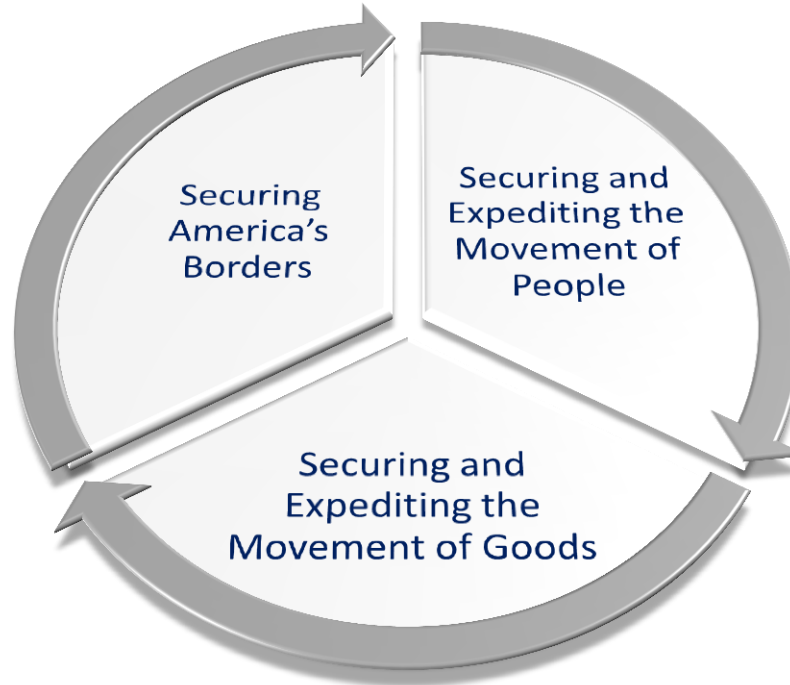 Securing
America's
Borders
Securing and
Expediting the
Movement of
People
Securing and
Expediting the
Movement of Goods